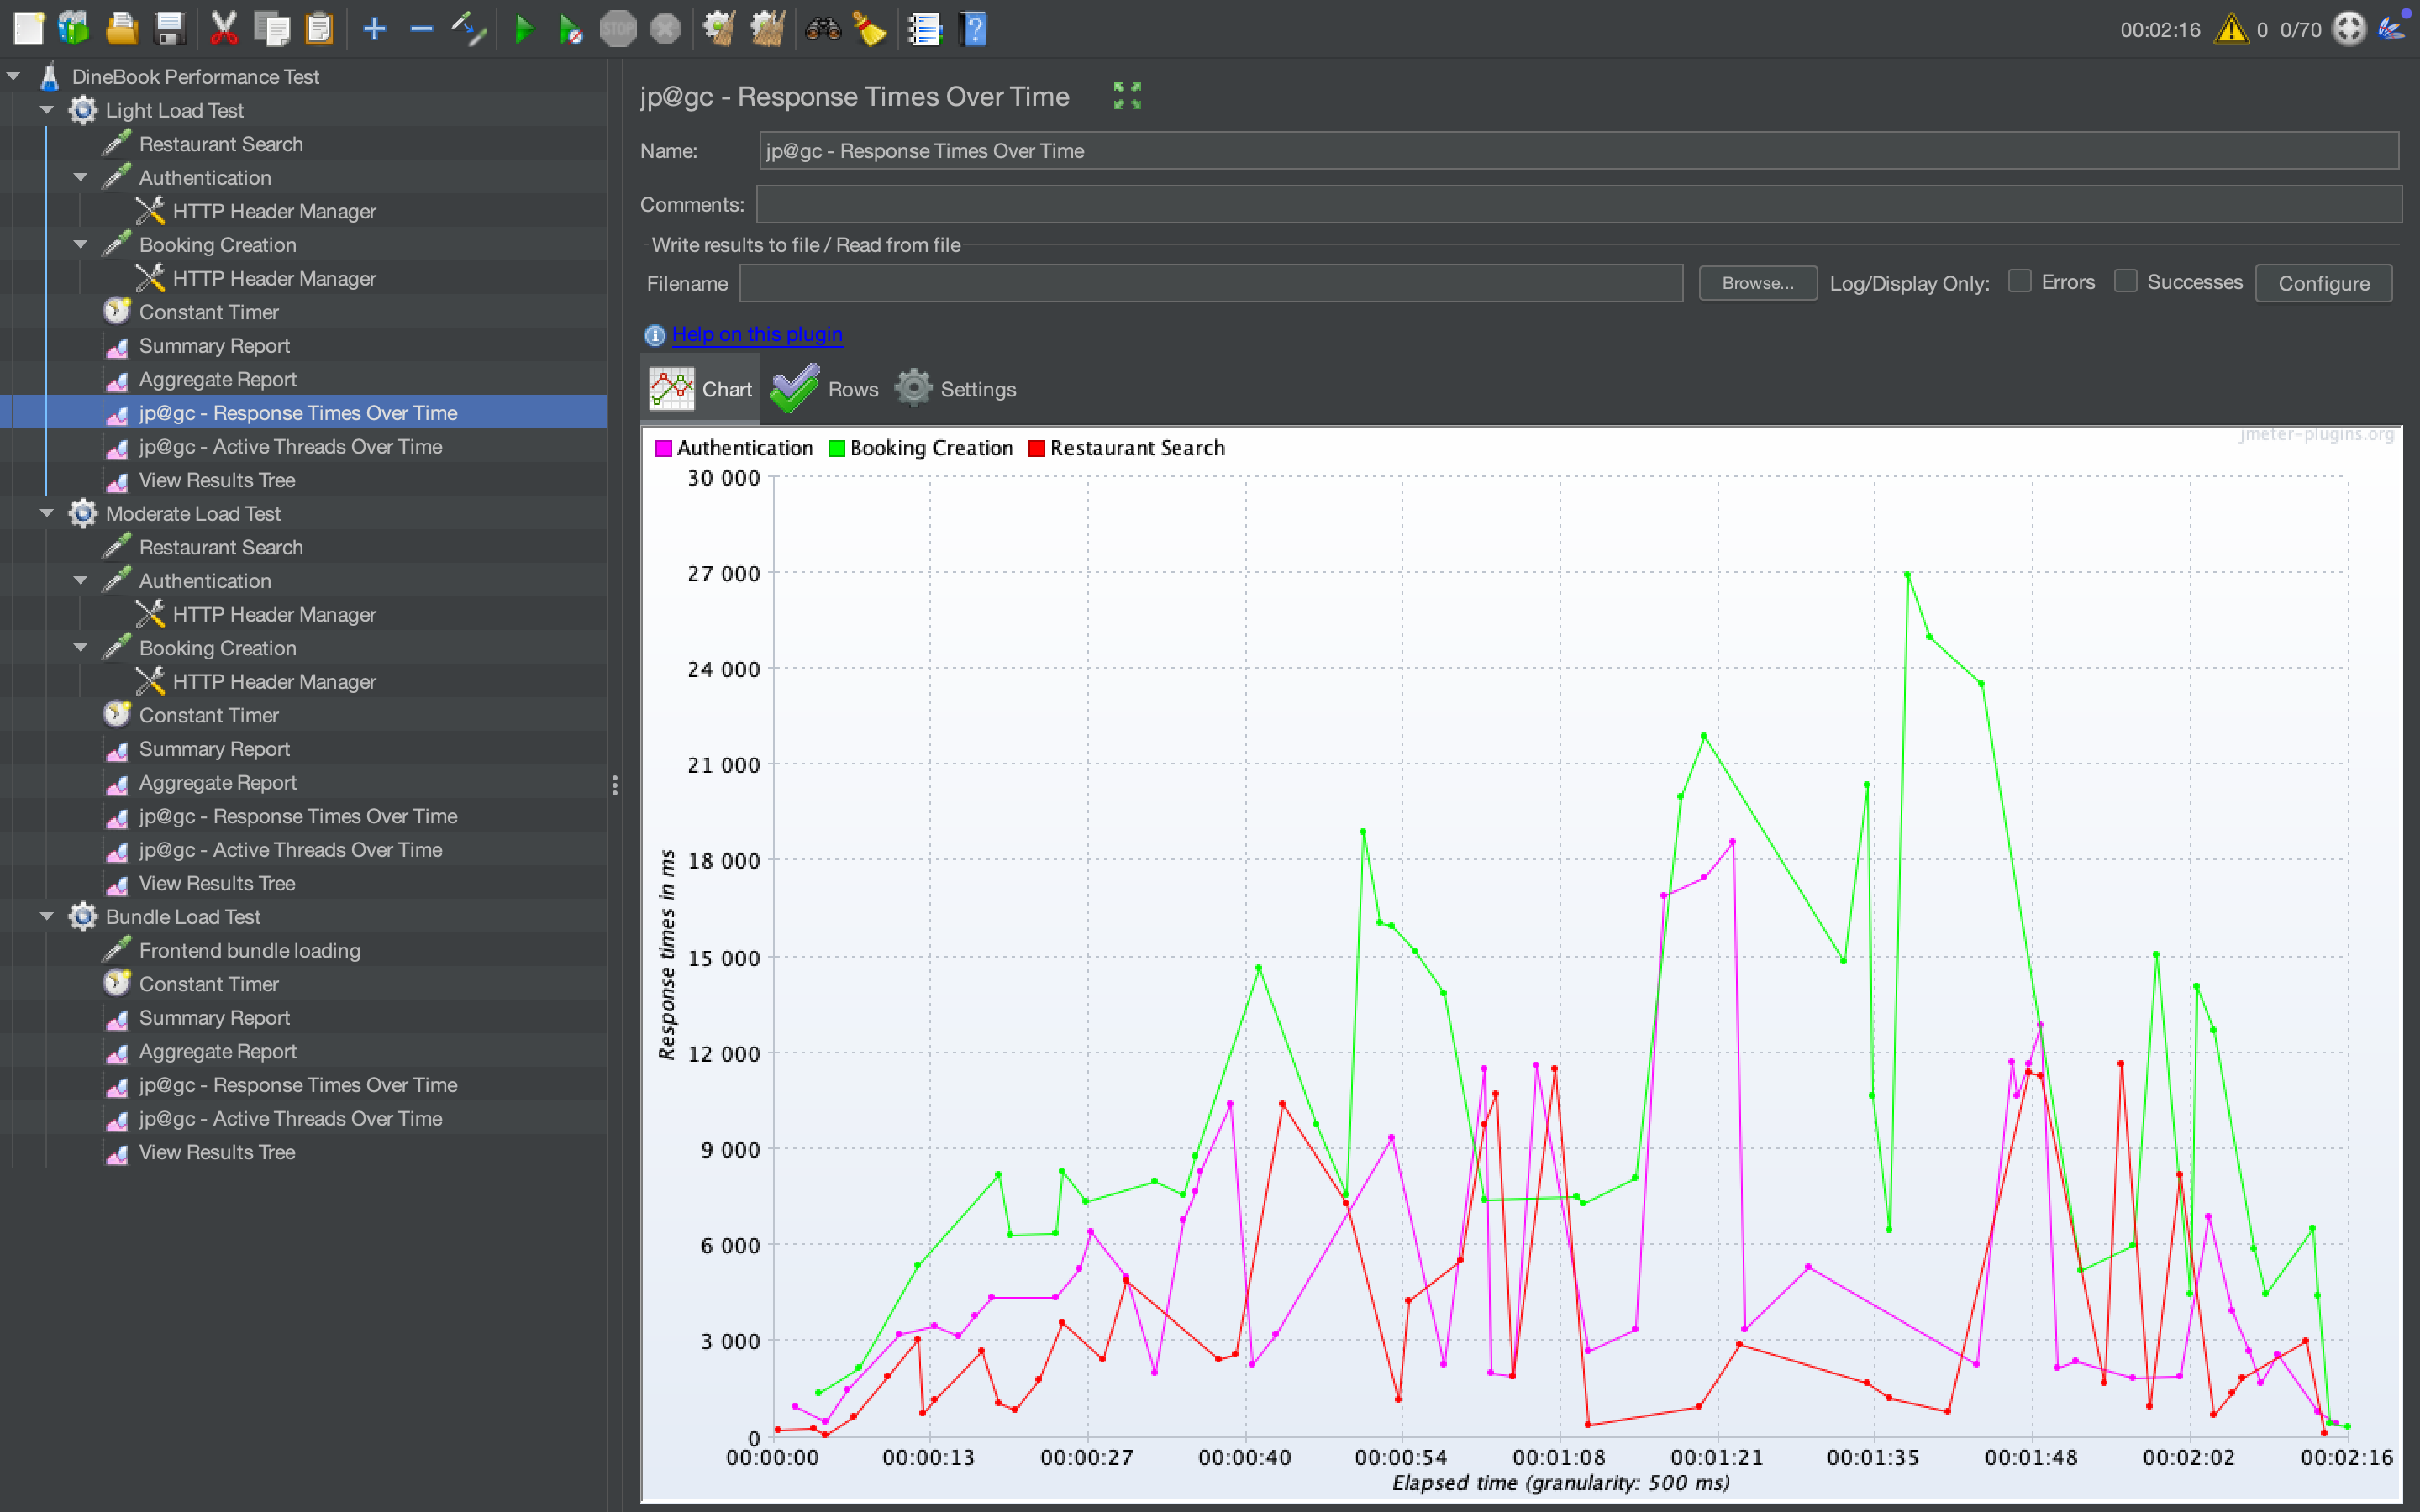 STOP
00:02:16 0 0/70
DineBook Performance Test
Light Load Test
Restaurant Search
Authentication
HTTP Header Manager
Booking Creation
HTTP Header Manager
Constant Timer
Summary Report
Aggregate Report
jp@gc - Response Times Over Time
jp@gc - Active Threads Over Time
View Results Tree
Moderate Load Test
Restaurant Search
Authentication
HTTP Header Manager
Booking Creation
HTTP Header Manager
Constant Timer
Summary Report
Aggregate Report
jp@gc - Response Times Over Time
jp@gc - Active Threads Over Time
View Results Tree
Bundle Load Test
Frontend bundle loading
Constant Timer
Summary Report
Aggregate Report
jp@gc - Response Times Over Time
jp@gc - Active Threads Over Time
View Results Tree
jp@gc - Response Times Over Time
Name: jp@gc - Response Times Over Time
Comments:
Write results to file / Read from file
Filename Browse... Log/Display Only: Errors Successes Configure
Help on this plugin
Chart Rows Settings
jmeter-plugins.org
Authentication Booking Creation Restaurant Search
30 000
27 000
24 000
21 000
18 000
15 000
12 000
9 000
6 000
3 000
0
Response times in ms
00:00:00 00:00:13 00:00:27 00:00:40 00:00:54 00:01:08 00:01:21 00:01:35 00:01:48 00:02:02 00:02:16
Elapsed time (granularity: 500 ms)